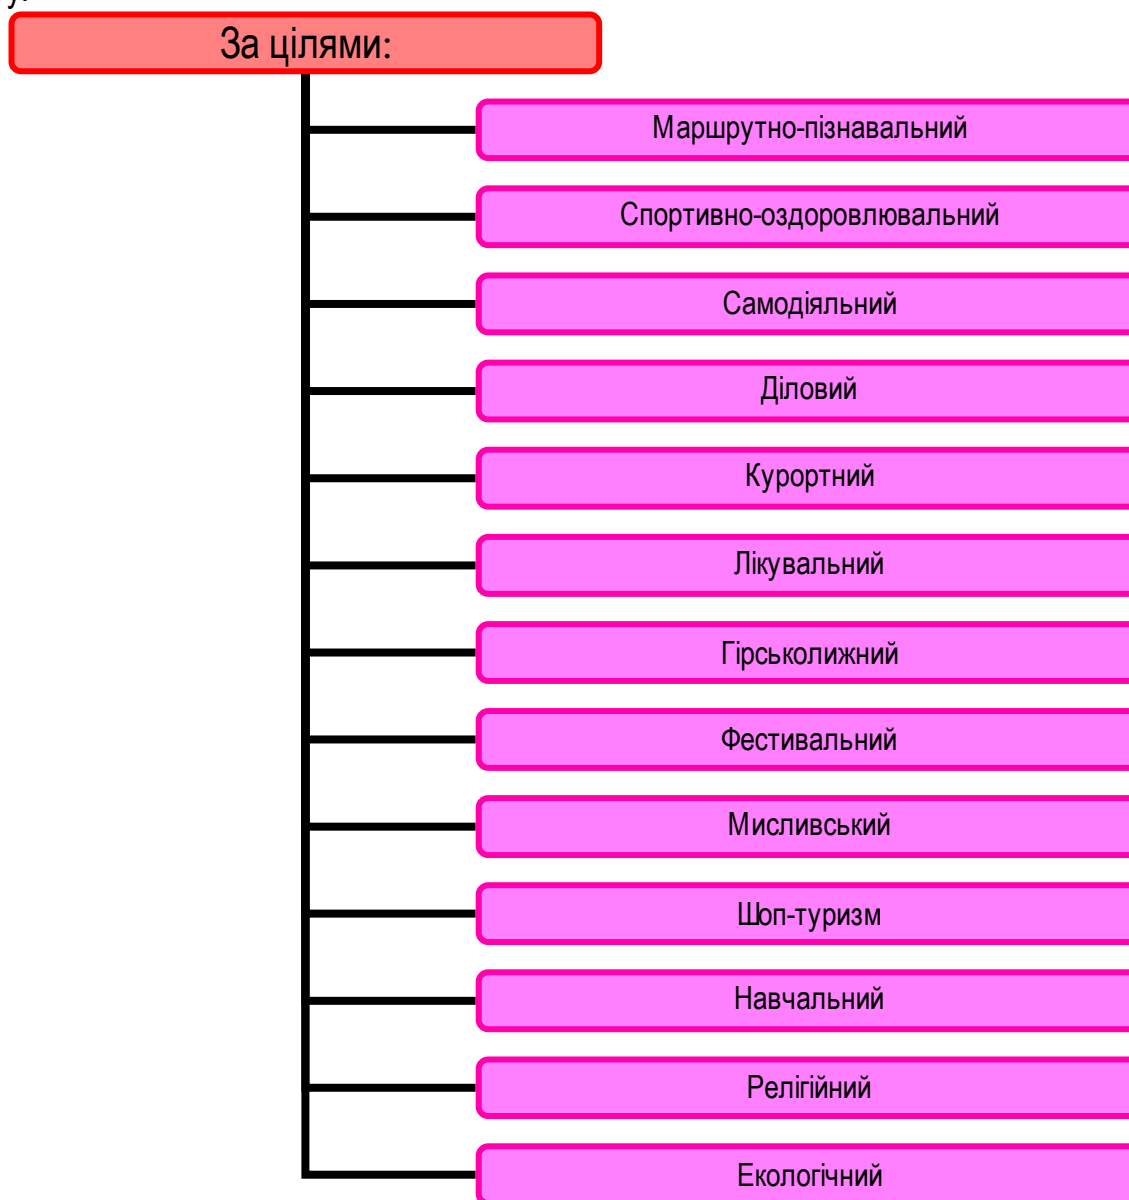 За цілями:
Маршрутно-пізнавальний
Спортивно-оздоровлювальний
Самодіяльний
Діловий
Курортний
Лікувальний
Гірськолижний
Фестивальний
Мисливський
Шоп-туризм
Навчальний
Релігійний
Екологічний